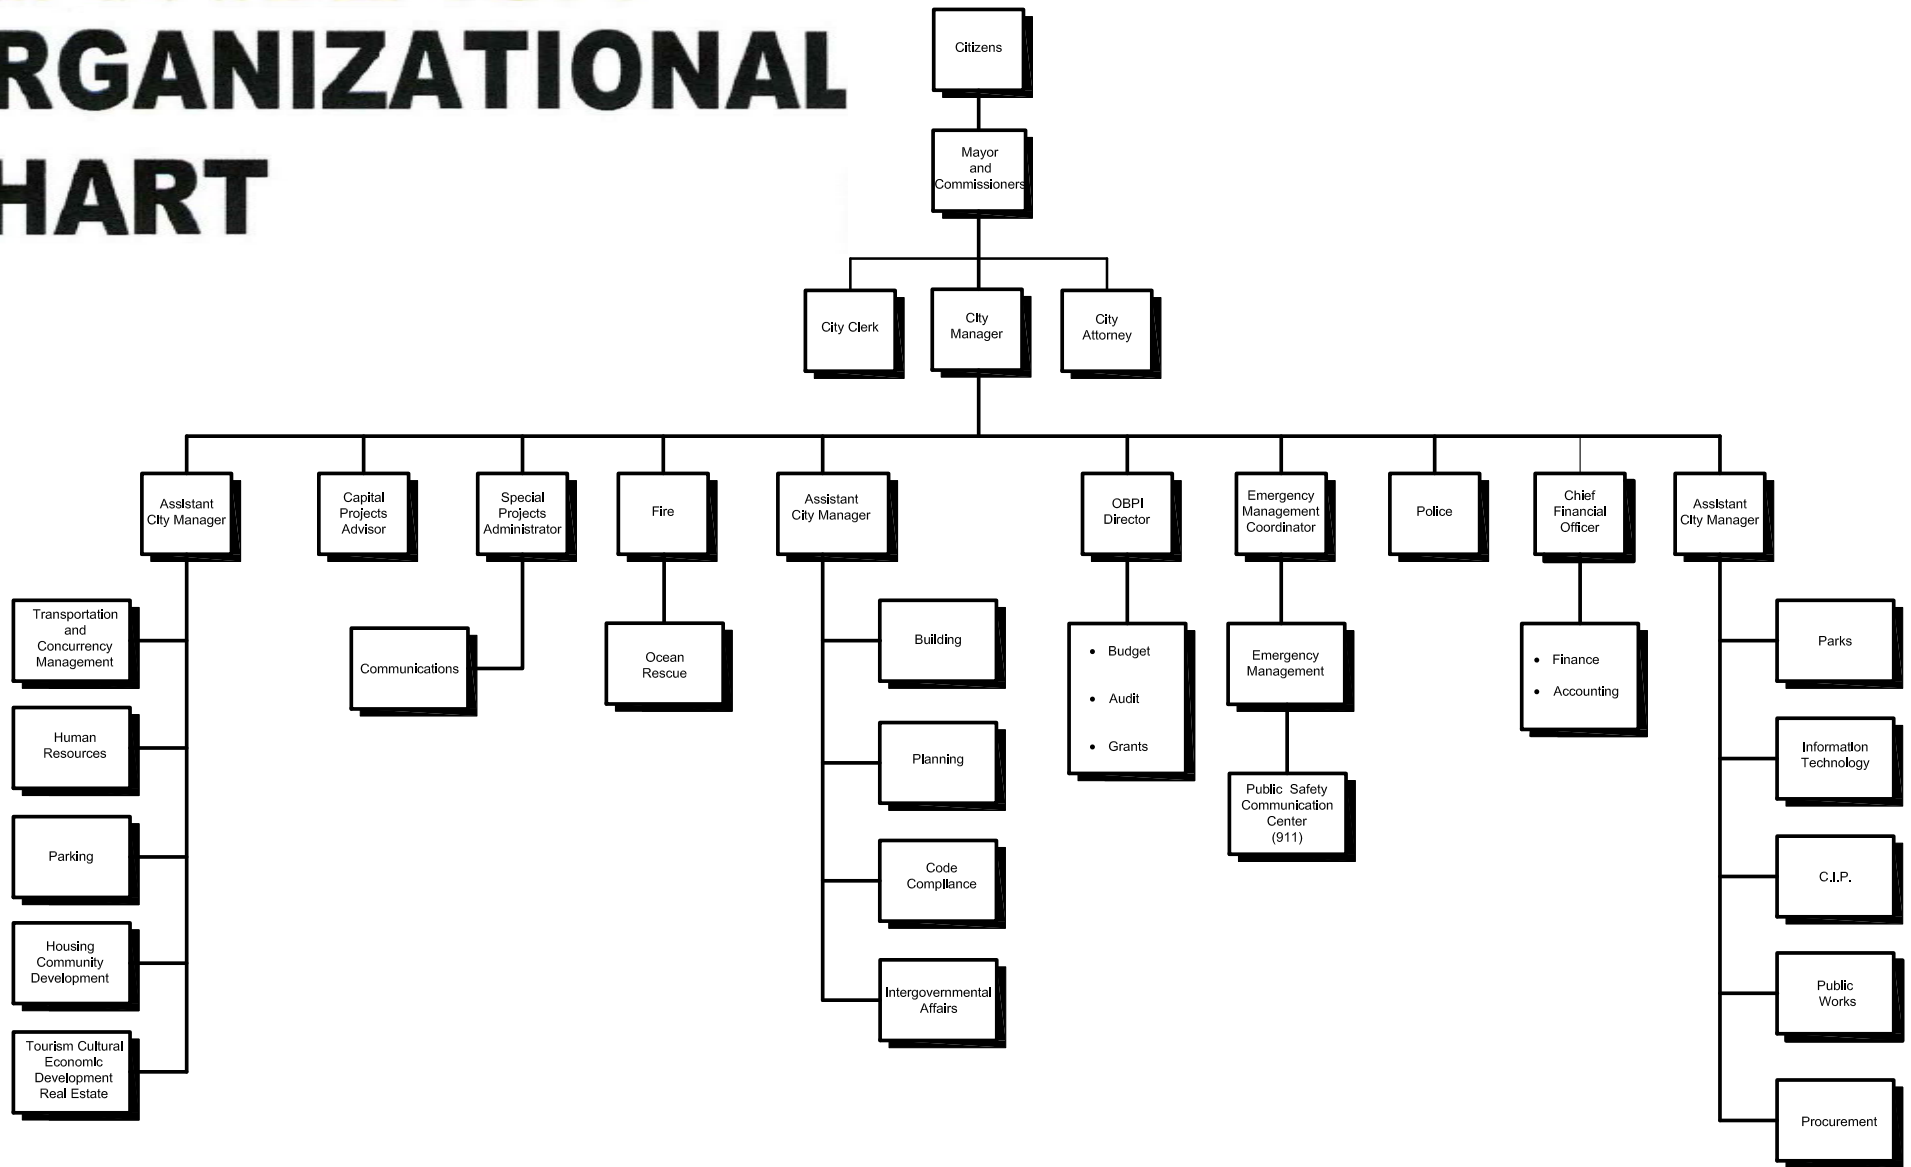 RGANIZATIONAL
HART
Citizens
Mayor
and
Commissioners
City Clerk
City
Manager
City
Attorney
Assistant
City Manager
Capital
Projects
Advisor
Special
Projects
Administrator
Fire
Assistant
City Manager
OBPI
Director
Emergency
Management
Coordinator
Police
Chief
Financial
Officer
Assistant
City Manager
Transportation
and
Concurrency
Management
Human
Resources
Parking
Housing
Community
Development
Tourism Cultural
Economic
Development
Real Estate
Communications
Ocean
Rescue
Building
Planning
Code
Compliance
Intergovernmental
Affairs
• Budget
• Audit
• Grants
Emergency
Management
Public Safety
Communication
Center
(911)
• Finance
• Accounting
Parks
Information
Technology
C.I.P.
Public
Works
Procurement